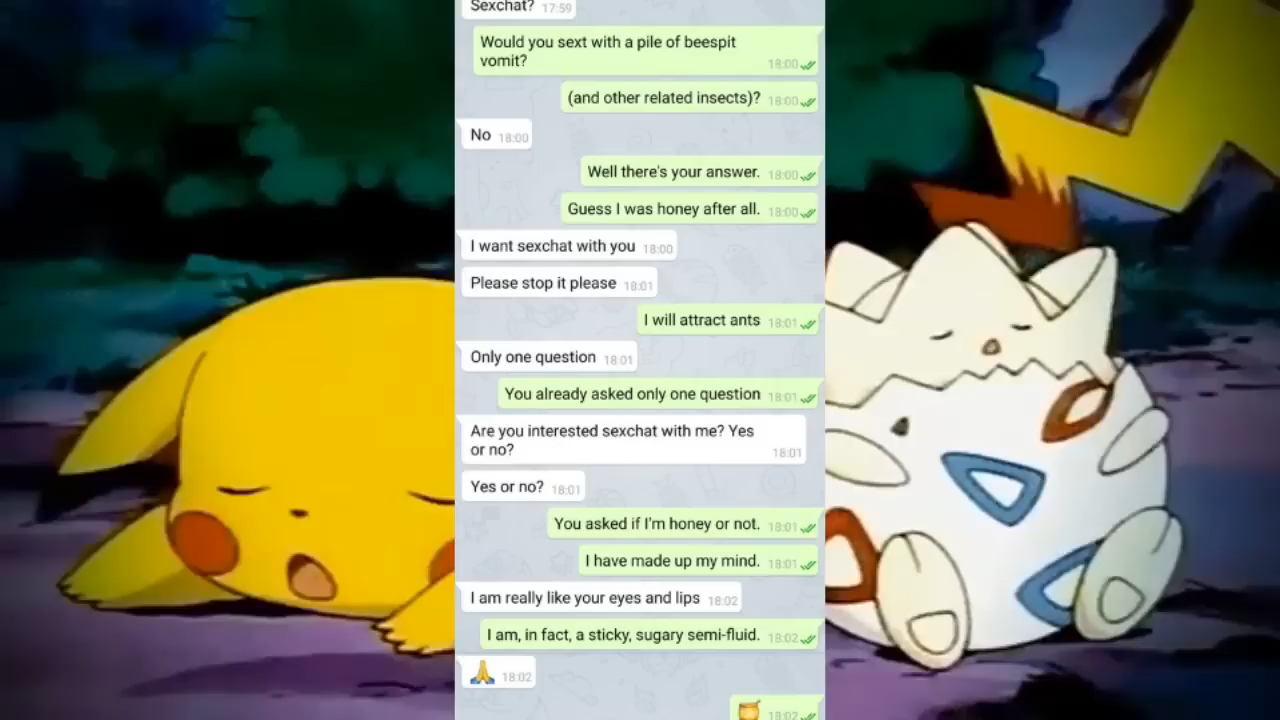 Sexchat? 17:59
Would you sext with a pile of beespit
vomit?
18:00
(and other related insects)? 18:00
No 18:00
Well there's your answer. 18:00
Guess I was honey after all. 18:00
I want sexchat with you 18:00
Please stop it please 18:01
I will attract ants 18:01
Only one question 18:01
You already asked only one question 18:01
Are you interested sexchat with me? Yes
or no?
18:01
Yes or no? 18:01
You asked if I'm honey or not. 18:01
I have made up my mind. 18:01
I am really like your eyes and lips 18:02
I am, in fact, a sticky, sugary semi-fluid. 18:02
🙏 18:02
🍯 18:02